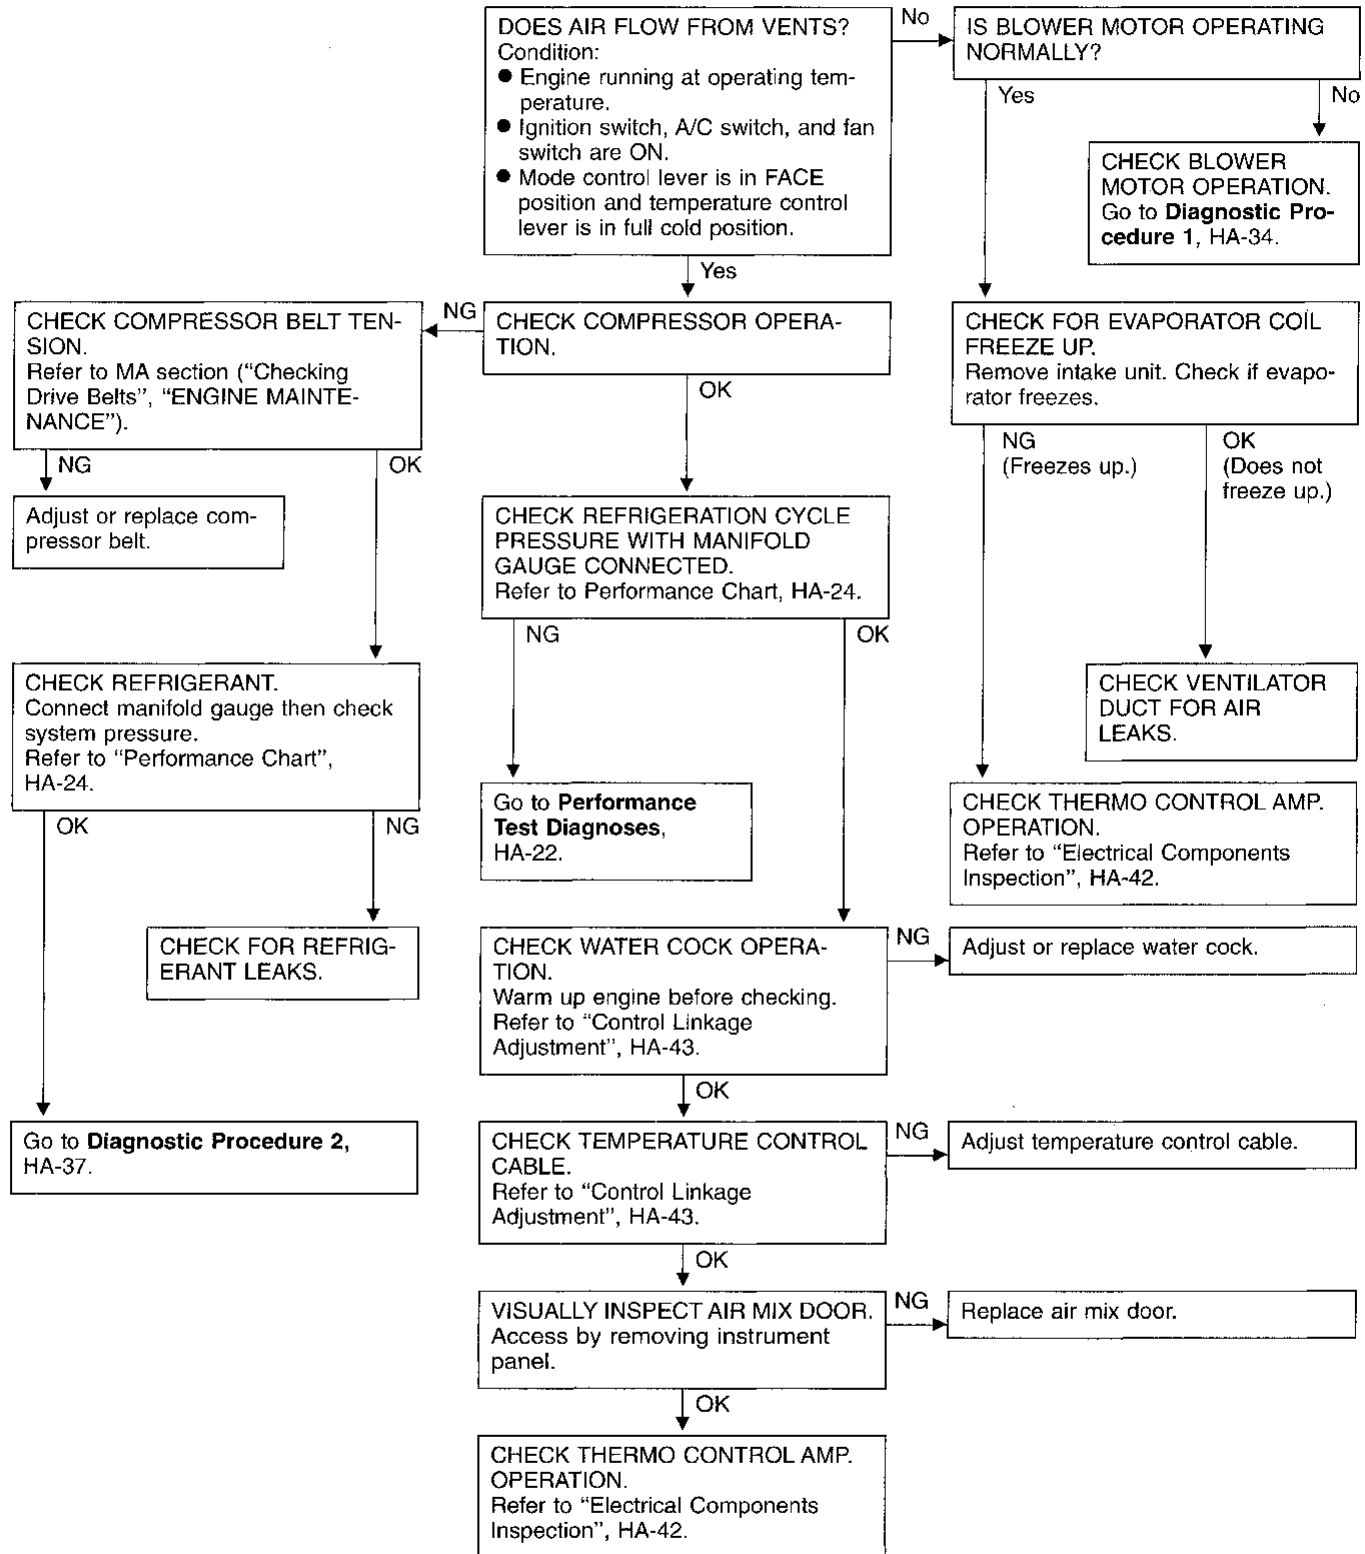 DOES AIR FLOW FROM VENTS?
Condition:
● Engine running at operating tem-
perature.
● Ignition switch, A/C switch, and fan
switch are ON.
● Mode control lever is in FACE
position and temperature control
lever is in full cold position.
No
IS BLOWER MOTOR OPERATING
NORMALLY?
Yes
No
CHECK BLOWER
MOTOR OPERATION.
Go to Diagnostic Pro-
cedure 1, HA-34.
Yes
CHECK COMPRESSOR BELT TEN-
SION.
Refer to MA section (“Checking
Drive Belts”, “ENGINE MAINTE-
NANCE”).
NG
CHECK COMPRESSOR OPERA-
TION.
CHECK FOR EVAPORATOR COIL
FREEZE UP.
Remove intake unit. Check if evapo-
rator freezes.
OK
NG
(Freezes up.)
OK
(Does not
freeze up.)
NG
OK
Adjust or replace com-
pressor belt.
CHECK REFRIGERATION CYCLE
PRESSURE WITH MANIFOLD
GAUGE CONNECTED.
Refer to Performance Chart, HA-24.
NG
OK
CHECK REFRIGERANT.
Connect manifold gauge then check
system pressure.
Refer to “Performance Chart”,
HA-24.
CHECK VENTILATOR
DUCT FOR AIR
LEAKS.
OK
NG
Go to Performance
Test Diagnoses,
HA-22.
CHECK THERMO CONTROL AMP.
OPERATION.
Refer to “Electrical Components
Inspection”, HA-42.
CHECK FOR REFRIG-
ERANT LEAKS.
CHECK WATER COCK OPERA-
TION.
Warm up engine before checking.
Refer to “Control Linkage
Adjustment”, HA-43.
NG
Adjust or replace water cock.
OK
Go to Diagnostic Procedure 2,
HA-37.
CHECK TEMPERATURE CONTROL
CABLE.
Refer to “Control Linkage
Adjustment”, HA-43.
NG
Adjust temperature control cable.
OK
VISUALLY INSPECT AIR MIX DOOR.
Access by removing instrument
panel.
NG
Replace air mix door.
OK
CHECK THERMO CONTROL AMP.
OPERATION.
Refer to “Electrical Components
Inspection”, HA-42.